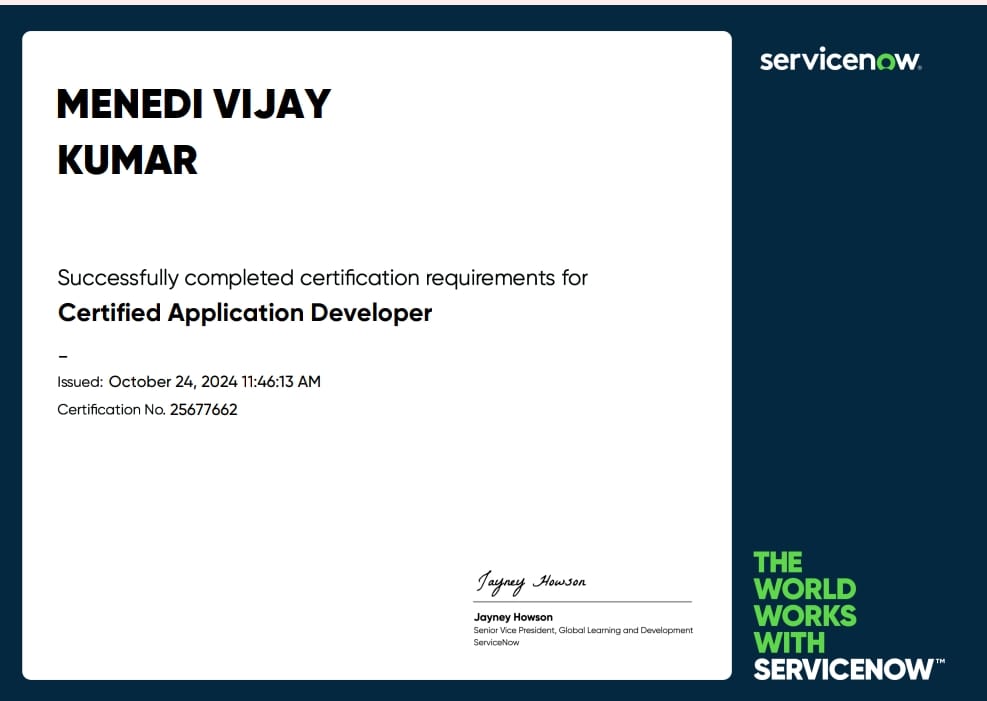 MENEDI VIJAY
KUMAR
Successfully completed certification requirements for
Certified Application Developer
–
Issued: October 24, 2024 11:46:13 AM
Certification No. 25677662
Jayney Howson
Jayney Howson
Senior Vice President, Global Learning and Development
ServiceNow
servicenow.
THE
WORLD
WORKS
WITH
SERVICENOW™